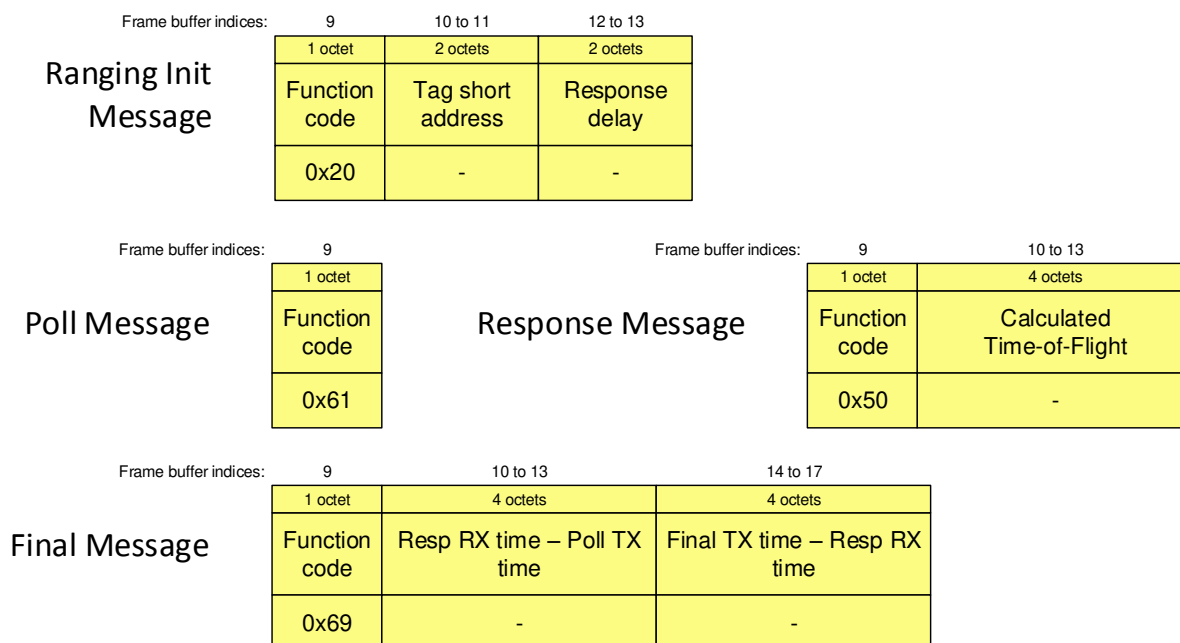 Frame buffer indices: 9 10 to 11 12 to 13
1 octet 2 octets 2 octets
Ranging Init
Message
Function
code
Tag short
address
Response
delay
0x20 - -
Frame buffer indices: 9
1 octet
Poll Message
Function
code
0x61
Frame buffer indices: 9 10 to 13
1 octet 4 octets
Response Message
Function
code
Calculated
Time-of-Flight
0x50 -
Frame buffer indices: 9 10 to 13 14 to 17
1 octet 4 octets 4 octets
Final Message
Function
code
Resp RX time – Poll TX
time
Final TX time – Resp RX
time
0x69 - -